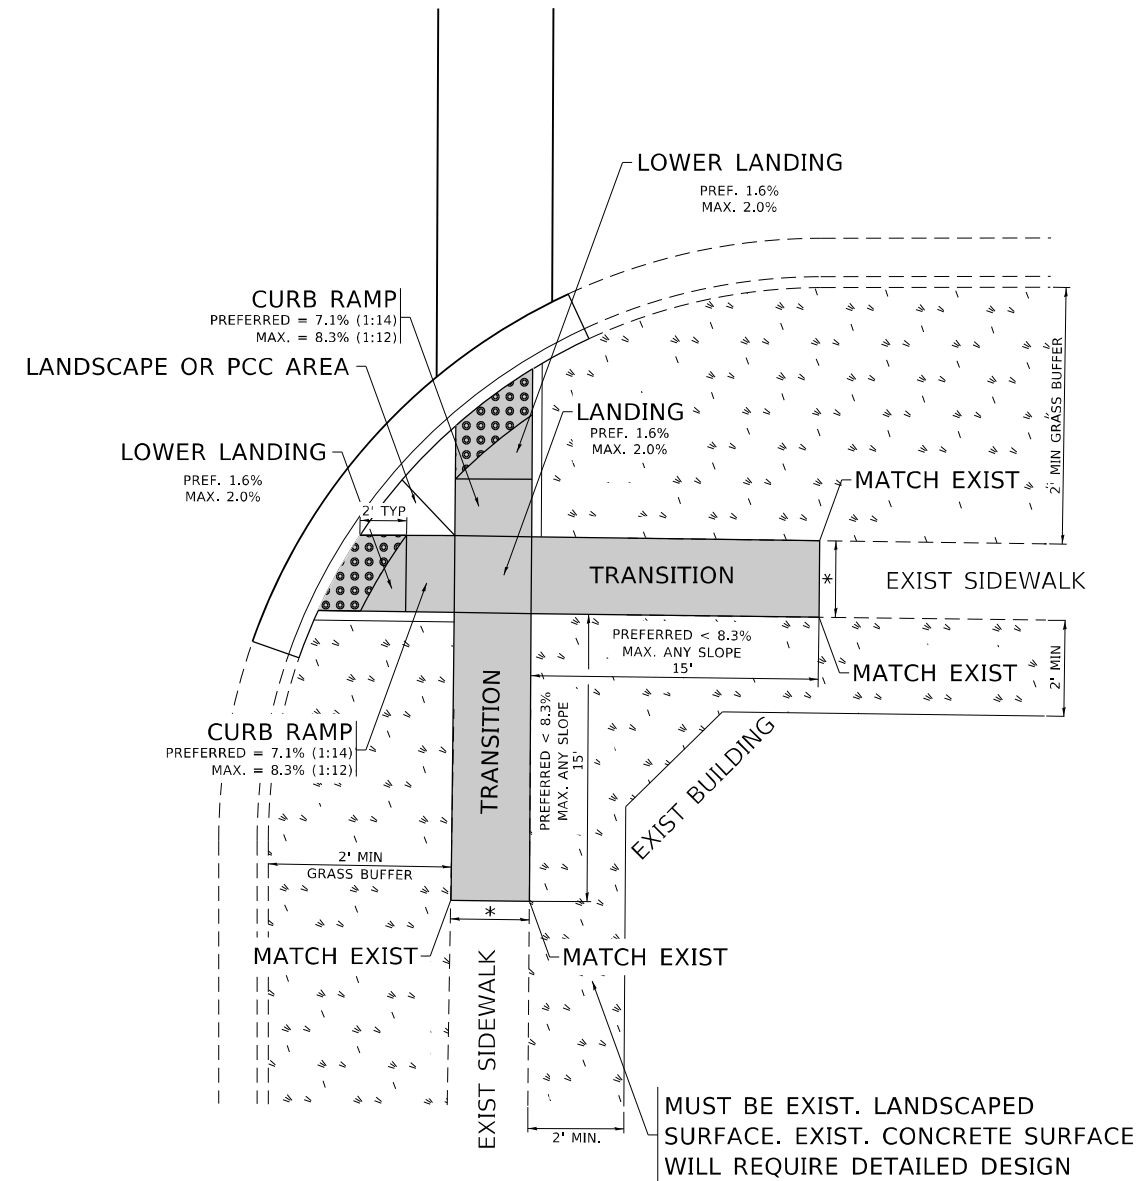 LOWER LANDING
PREF. 1.6%
MAX. 2.0%
CURB RAMP
PREFERRED = 7.1% (1:14)
MAX. = 8.3% (1:12)
LANDSCAPE OR PCC AREA
LANDING
PREF. 1.6%
MAX. 2.0%
LOWER LANDING
PREF. 1.6%
MAX. 2.0%
2' TYP
2' MIN GRASS BUFFER
MATCH EXIST
TRANSITION
*
EXIST SIDEWALK
PREFERRED < 8.3%
MAX. ANY SLOPE
15'
MATCH EXIST
2' MIN
CURB RAMP
PREFERRED = 7.1% (1:14)
MAX. = 8.3% (1:12)
TRANSITION
PREFERRED < 8.3%
MAX. ANY SLOPE
15'
EXIST BUILDING
2' MIN
GRASS BUFFER
*
MATCH EXIST
MATCH EXIST
EXIST SIDEWALK
2' MIN.
MUST BE EXIST. LANDSCAPED
SURFACE. EXIST. CONCRETE SURFACE
WILL REQUIRE DETAILED DESIGN